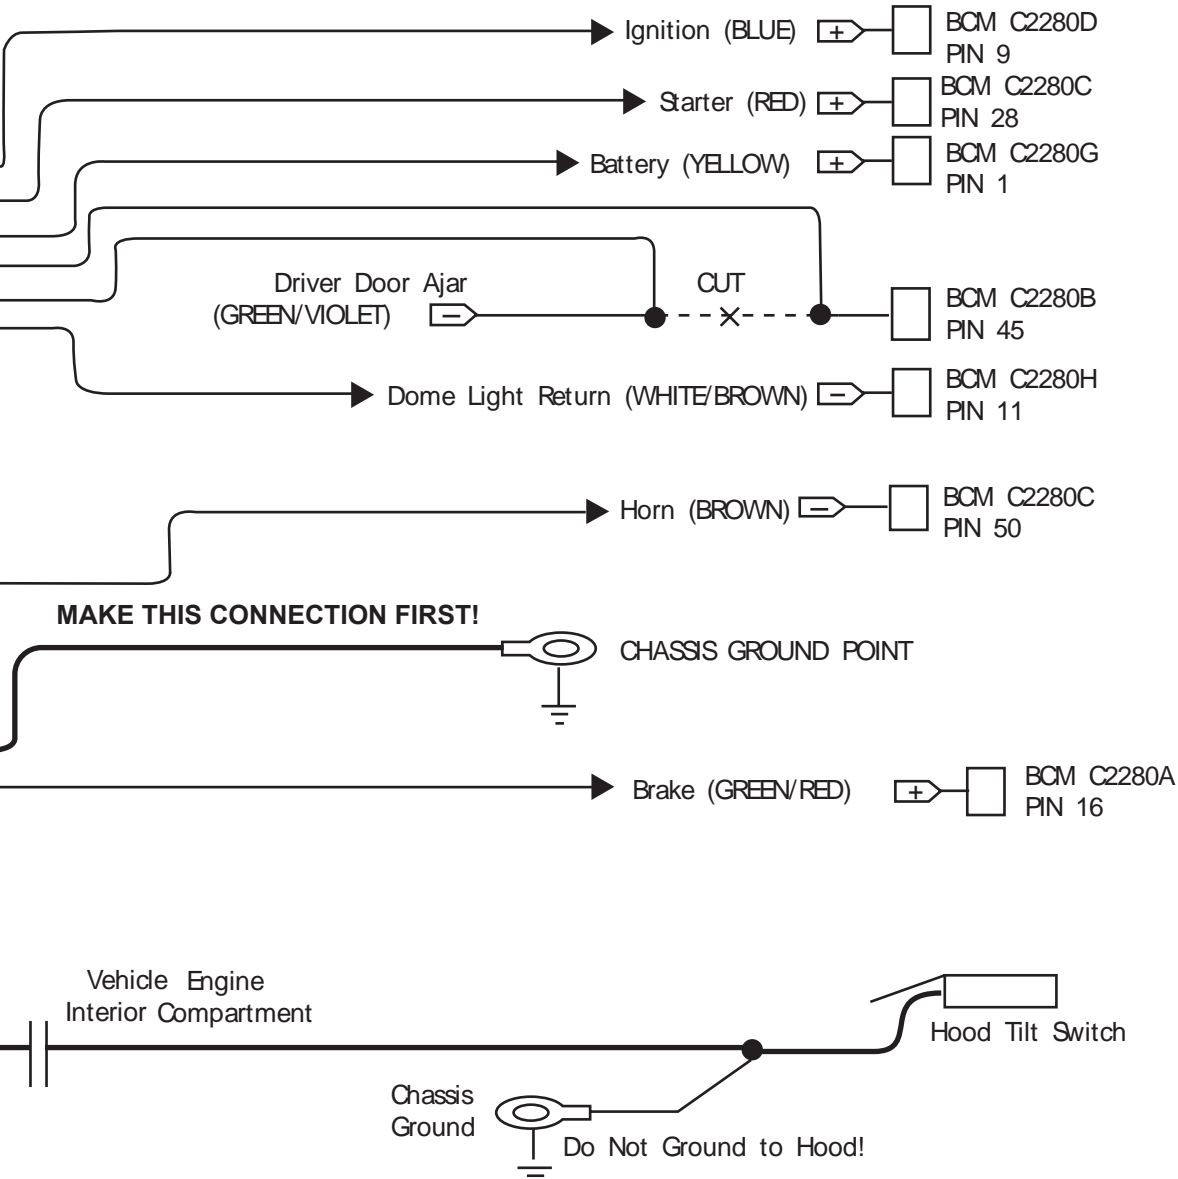 Ignition (BLUE) + BCM C2280D
PIN 9
Starter (RED) + BCM C2280C
PIN 28
Battery (YELLOW) + BCM C2280G
PIN 1
Driver Door Ajar
(GREEN/VIOLET) −
CUT
BCM C2280B
PIN 45
Dome Light Return (WHITE/BROWN) − BCM C2280H
PIN 11
Horn (BROWN) − BCM C2280C
PIN 50
MAKE THIS CONNECTION FIRST!
CHASSIS GROUND POINT
Brake (GREEN/RED) + BCM C2280A
PIN 16
Vehicle Engine
Interior Compartment
Hood Tilt Switch
Chassis
Ground
Do Not Ground to Hood!